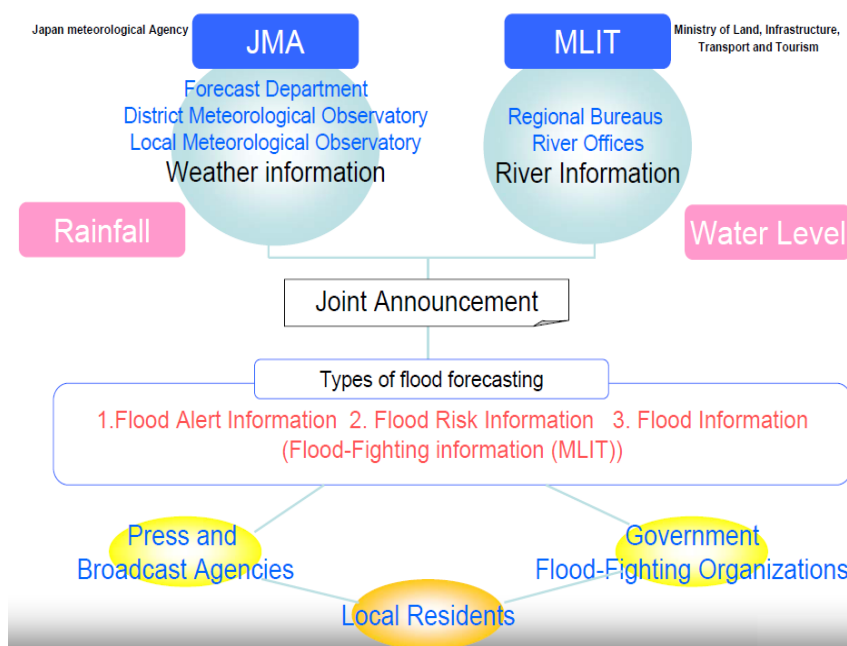 Japan meteorological Agency
JMA
MLIT
Ministry of Land, Infrastructure,
Transport and Tourism
Forecast Department
District Meteorological Observatory
Local Meteorological Observatory
Weather information
Regional Bureaus
River Offices
River Information
Rainfall
Water Level
Joint Announcement
Types of flood forecasting
1.Flood Alert Information 2. Flood Risk Information 3. Flood Information
(Flood-Fighting information (MLIT))
Press and
Broadcast Agencies
Government
Flood-Fighting Organizations
Local Residents